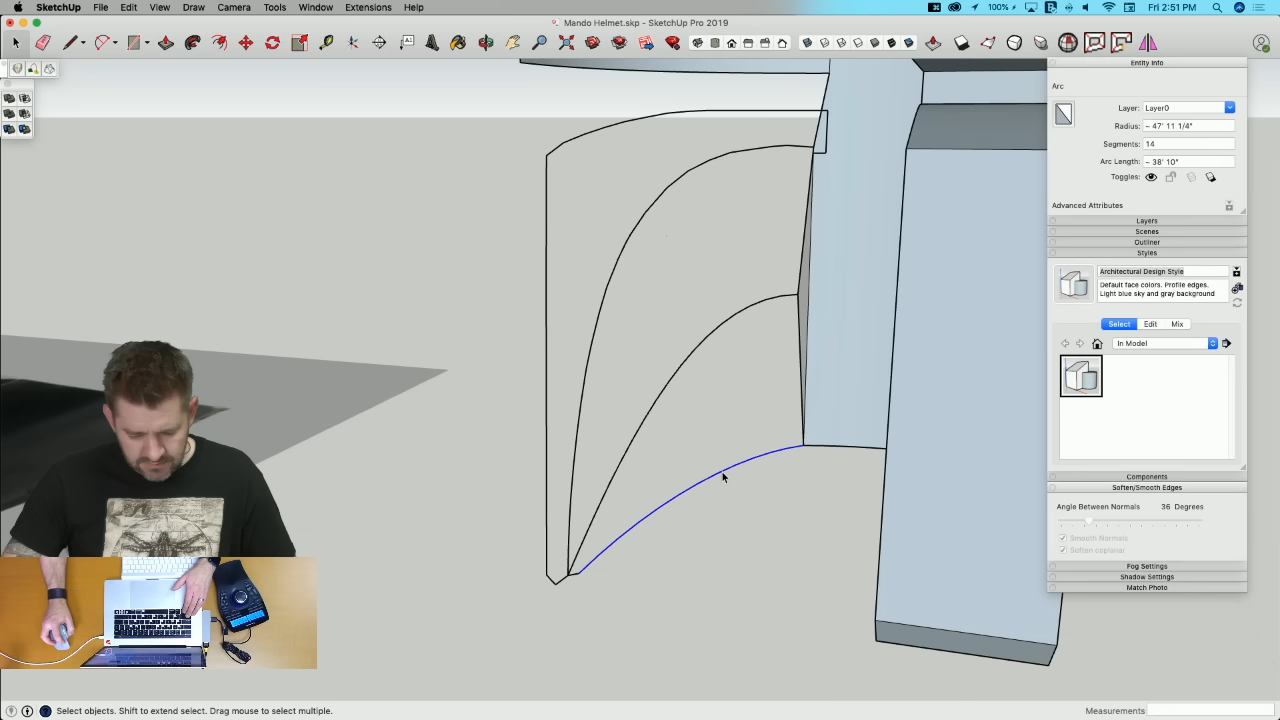 SketchUp File Edit View Draw Camera Tools Window Extensions Help
100% Fri 2:51 PM
Mando Helmet.skp - SketchUp Pro 2019
Entity Info
Arc
Layer: Layer0
Radius: ~ 47' 11 1/4"
Segments: 14
Arc Length: ~ 38' 10"
Toggles:
Advanced Attributes
Layers
Scenes
Outliner
Styles
Architectural Design Style
Default face colors. Profile edges.
Light blue sky and gray background
Select Edit Mix
In Model
Components
Soften/Smooth Edges
Angle Between Normals 36 Degrees
Smooth Normals
Soften coplanar
Fog Settings
Shadow Settings
Match Photo
Select objects. Shift to extend select. Drag mouse to select multiple.
Measurements